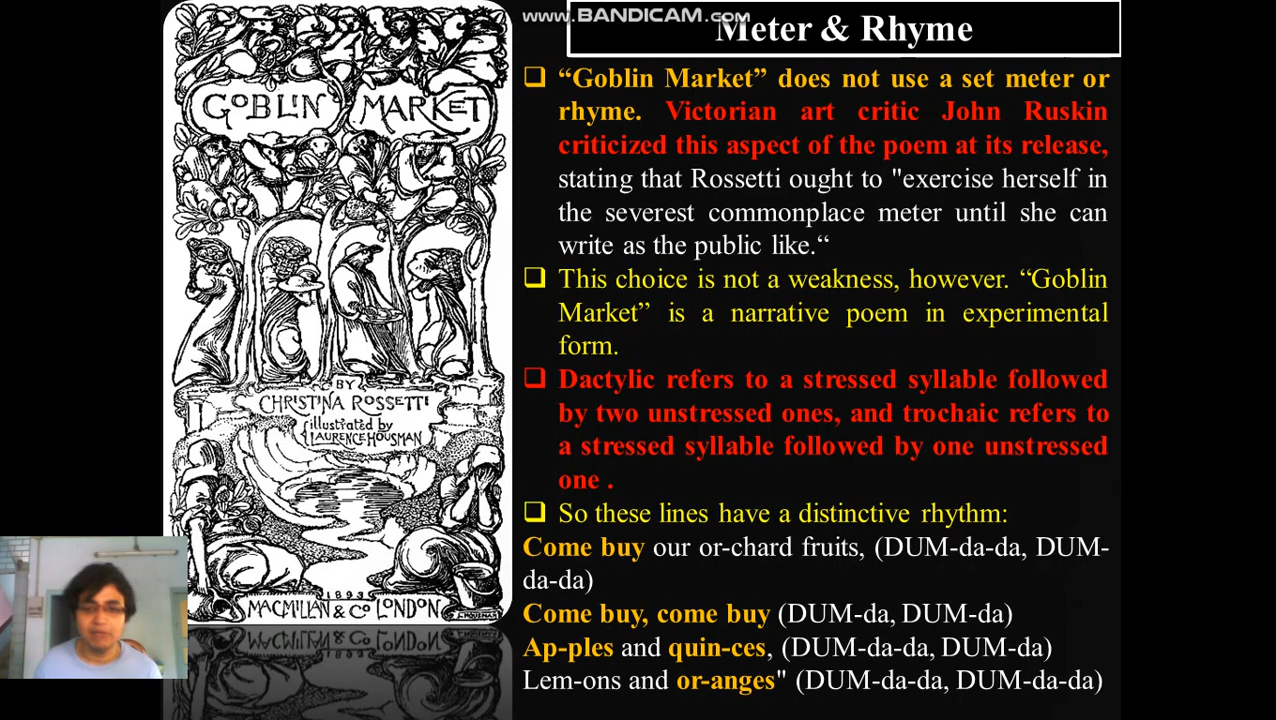 www.BANDICAM.com
GOBLIN MARKET
BY
CHRISTINA ROSSETTI
illustrated by
LAURENCE HOUSMAN
1893
MACMILLAN & Co LONDON
Meter & Rhyme
“Goblin Market” does not use a set meter or
rhyme. Victorian art critic John Ruskin
criticized this aspect of the poem at its release,
stating that Rossetti ought to "exercise herself in
the severest commonplace meter until she can
write as the public like.“
This choice is not a weakness, however. “Goblin
Market” is a narrative poem in experimental
form.
Dactylic refers to a stressed syllable followed
by two unstressed ones, and trochaic refers to
a stressed syllable followed by one unstressed
one .
So these lines have a distinctive rhythm:
Come buy our or-chard fruits, (DUM-da-da, DUM-
da-da)
Come buy, come buy (DUM-da, DUM-da)
Ap-ples and quin-ces, (DUM-da-da, DUM-da)
Lem-ons and or-anges" (DUM-da-da, DUM-da-da)